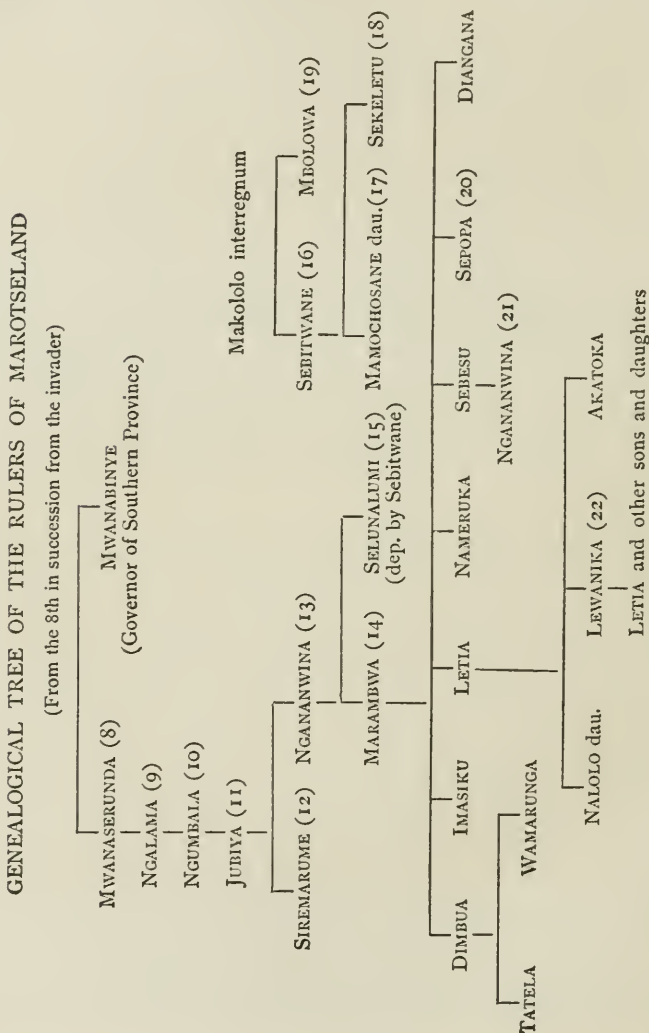 GENEALOGICAL TREE OF THE RULERS OF MAROTSELAND
(From the 8th in succession from the invader)
MWANASERUNDA (8) MWANABINYE
(Governor of Southern Province)
NGALAMA (9)
NGUMBALA (10)
JUBIYA (11)
SIREMARUME (12) NGANANWINA (13)
MARAMBWA (14) SELUNALUMI (15)
(dep. by Sebitwane)
Makololo interregnum
SEBITWANE (16) MBOLOWA (19)
MAMOCHOSANE dau.(17) SEKELETU (18)
DIMBUA IMASIKU LETIA NAMERUKA SEBESU SEPOPA (20) DIANGANA
TATELA WAMARUNGA
NGANANWINA (21)
NALOLO dau. LEWANIKA (22) AKATOKA
LETIA and other sons and daughters